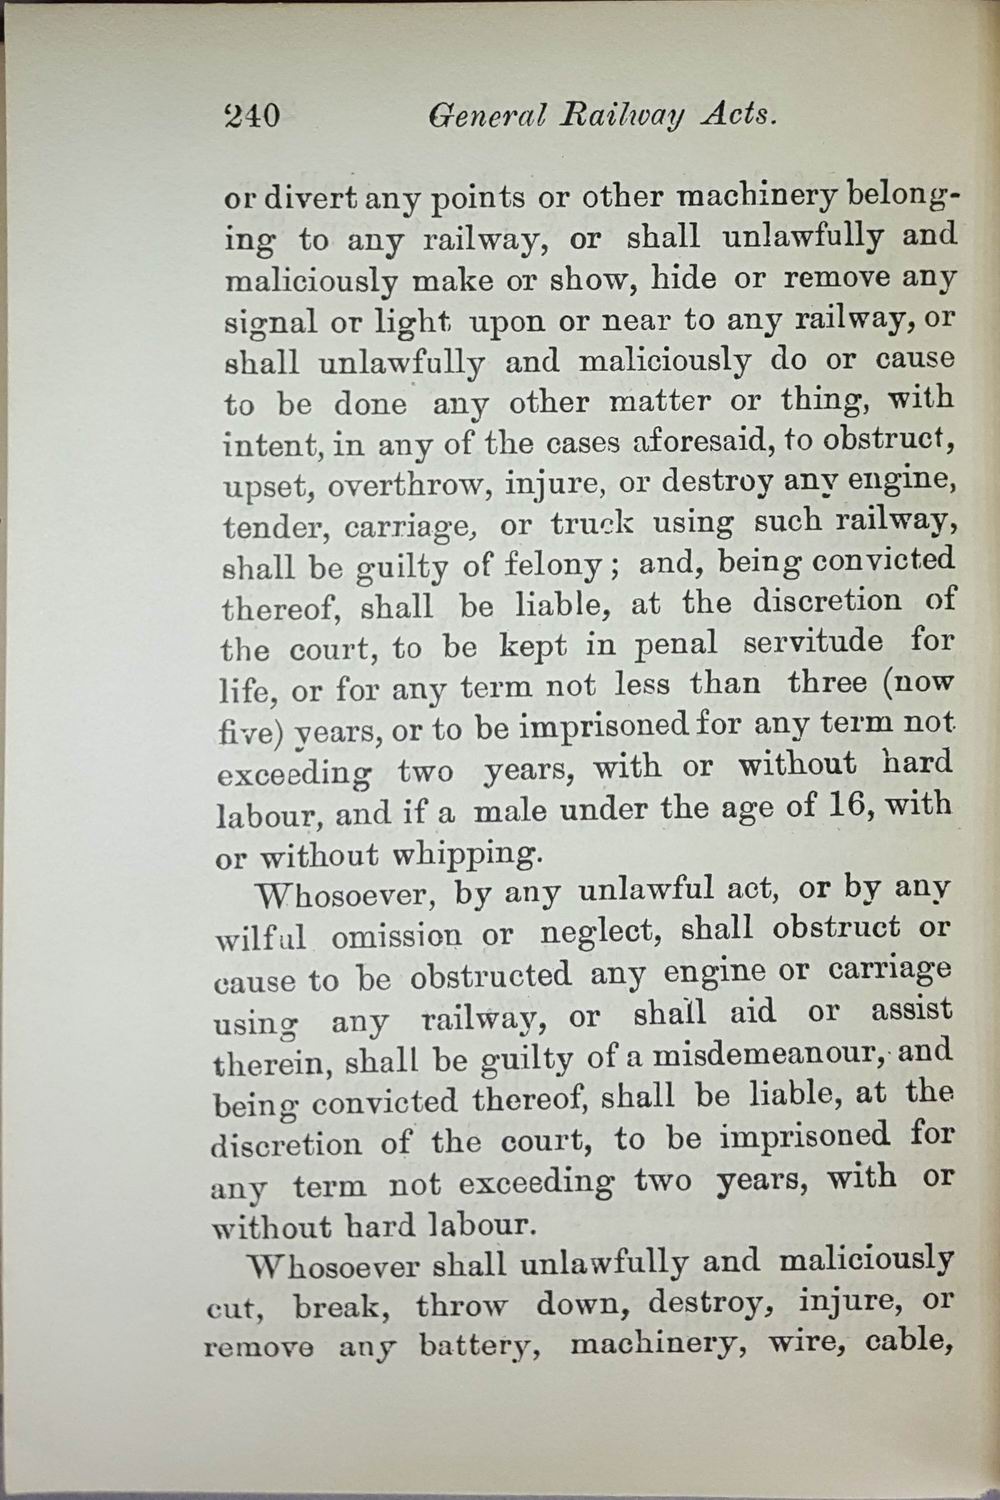 240 General Railway Acts.
or divert any points or other machinery belong-
ing to any railway, or shall unlawfully and
maliciously make or show, hide or remove any
signal or light upon or near to any railway, or
shall unlawfully and maliciously do or cause
to be done any other matter or thing, with
intent, in any of the cases aforesaid, to obstruct,
upset, overthrow, injure, or destroy any engine,
tender, carriage, or truck using such railway,
shall be guilty of felony; and, being convicted
thereof, shall be liable, at the discretion of
the court, to be kept in penal servitude for
life, or for any term not less than three (now
five) years, or to be imprisoned for any term not
exceeding two years, with or without hard
labour, and if a male under the age of 16, with
or without whipping.
Whosoever, by any unlawful act, or by any
wilful omission or neglect, shall obstruct or
cause to be obstructed any engine or carriage
using any railway, or shall aid or assist
therein, shall be guilty of a misdemeanour, and
being convicted thereof, shall be liable, at the
discretion of the court, to be imprisoned for
any term not exceeding two years, with or
without hard labour.
Whosoever shall unlawfully and maliciously
cut, break, throw down, destroy, injure, or
remove any battery, machinery, wire, cable,